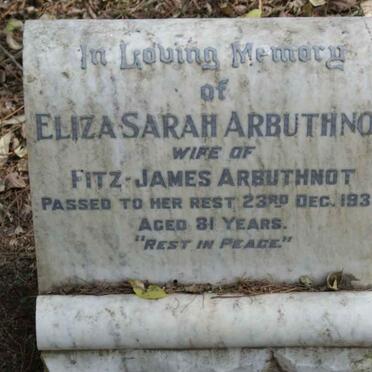 In Loving Memory
of
ELIZA SARAH ARBUTHNO
WIFE OF
FITZ-JAMES ARBUTHNOT
PASSED TO HER REST 23RD DEC. 193
AGED 81 YEARS.
"REST IN PEACE."